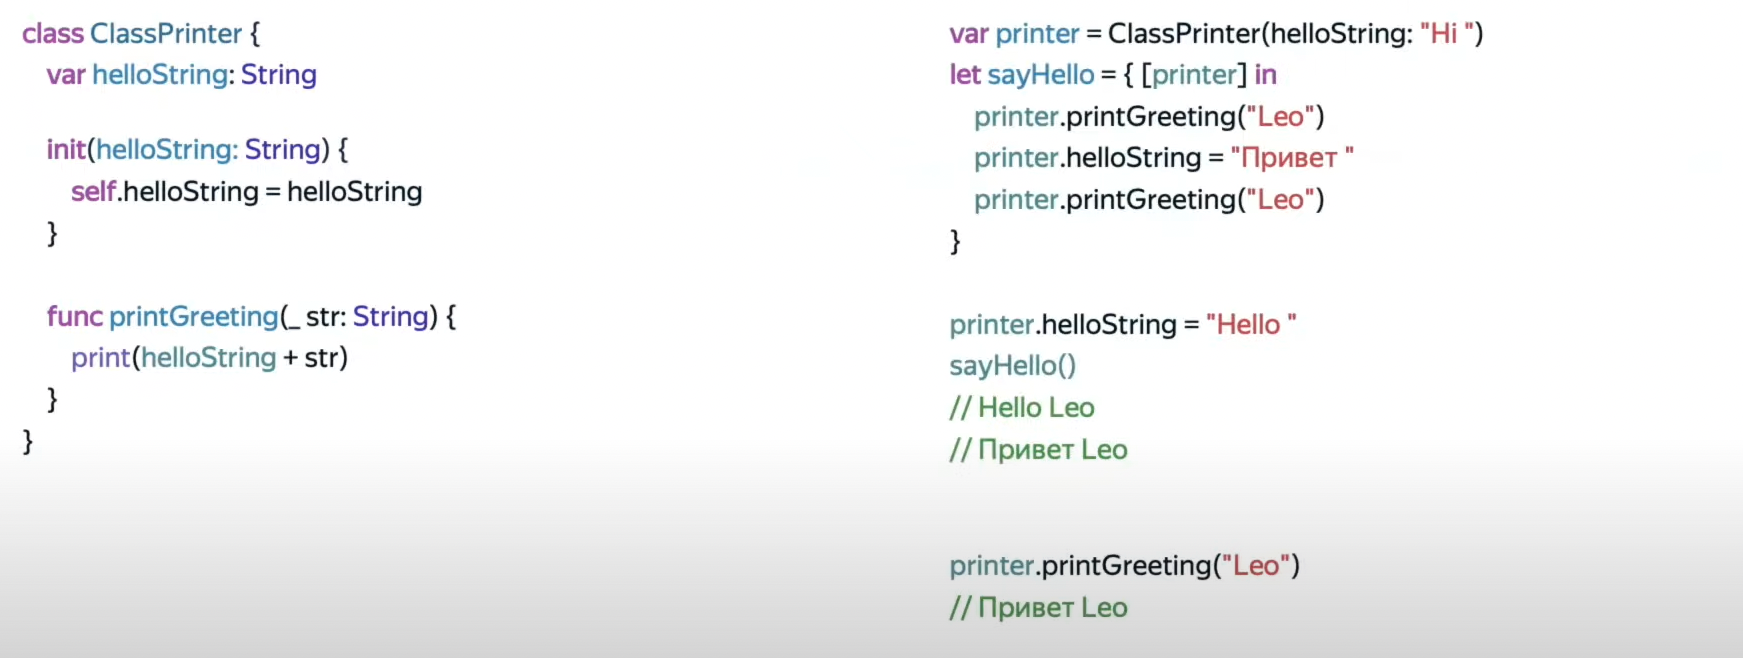 class ClassPrinter {
var helloString: String
init(helloString: String) {
self.helloString = helloString
}
func printGreeting(_ str: String) {
print(helloString + str)
}
}
var printer = ClassPrinter(helloString: "Hi ")
let sayHello = { [printer] in
printer.printGreeting("Leo")
printer.helloString = "Привет "
printer.printGreeting("Leo")
}
printer.helloString = "Hello "
sayHello()
// Hello Leo
// Привет Leo
printer.printGreeting("Leo")
// Привет Leo